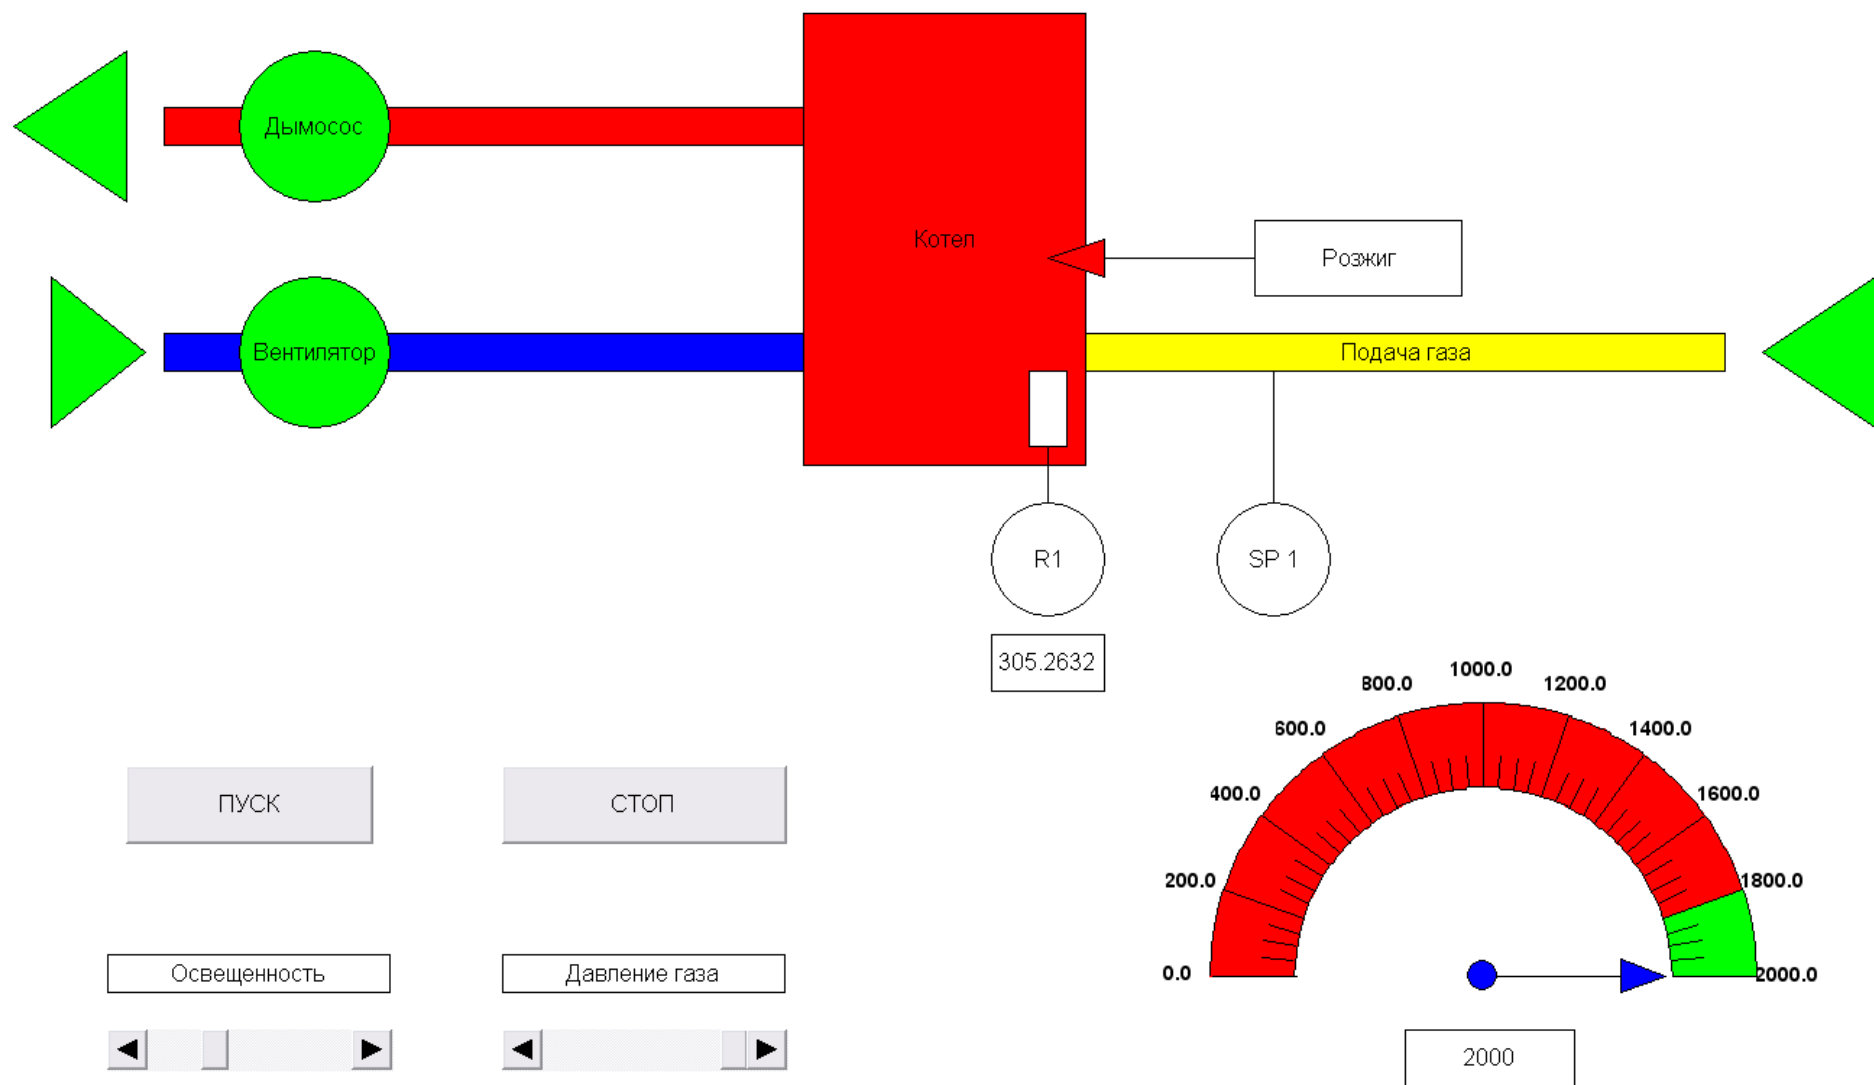 Дымосос
Котел
Розжиг
Вентилятор
Подача газа
R1
SP 1
305.2632
1000.0
800.0
1200.0
600.0
1400.0
400.0
1600.0
ПУСК
СТОП
200.0
1800.0
Освещенность
Давление газа
0.0
2000.0
2000